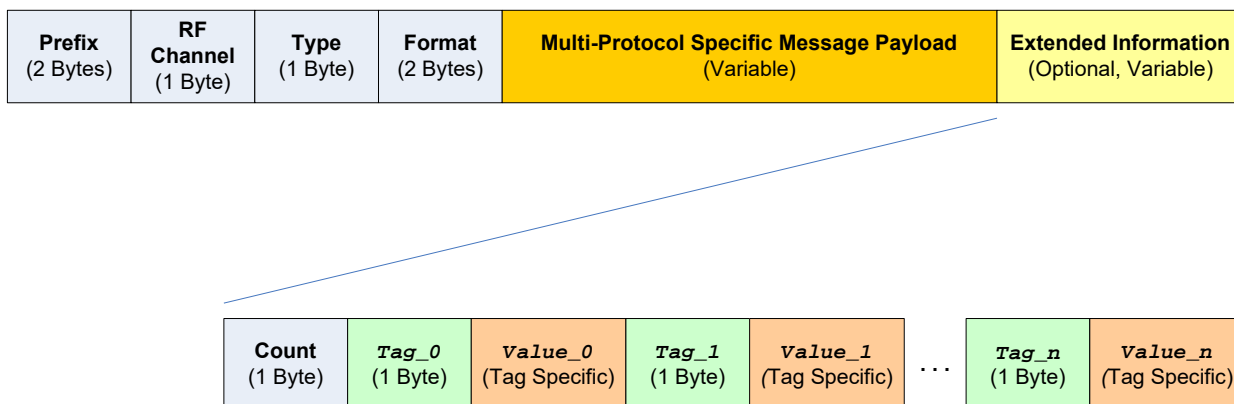 Prefix
(2 Bytes)
RF
Channel
(1 Byte)
Type
(1 Byte)
Format
(2 Bytes)
Multi-Protocol Specific Message Payload
(Variable)
Extended Information
(Optional, Variable)
Count
(1 Byte)
Tag_0
(1 Byte)
Value_0
(Tag Specific)
Tag_1
(1 Byte)
Value_1
(Tag Specific)
...
Tag_n
(1 Byte)
Value_n
(Tag Specific)